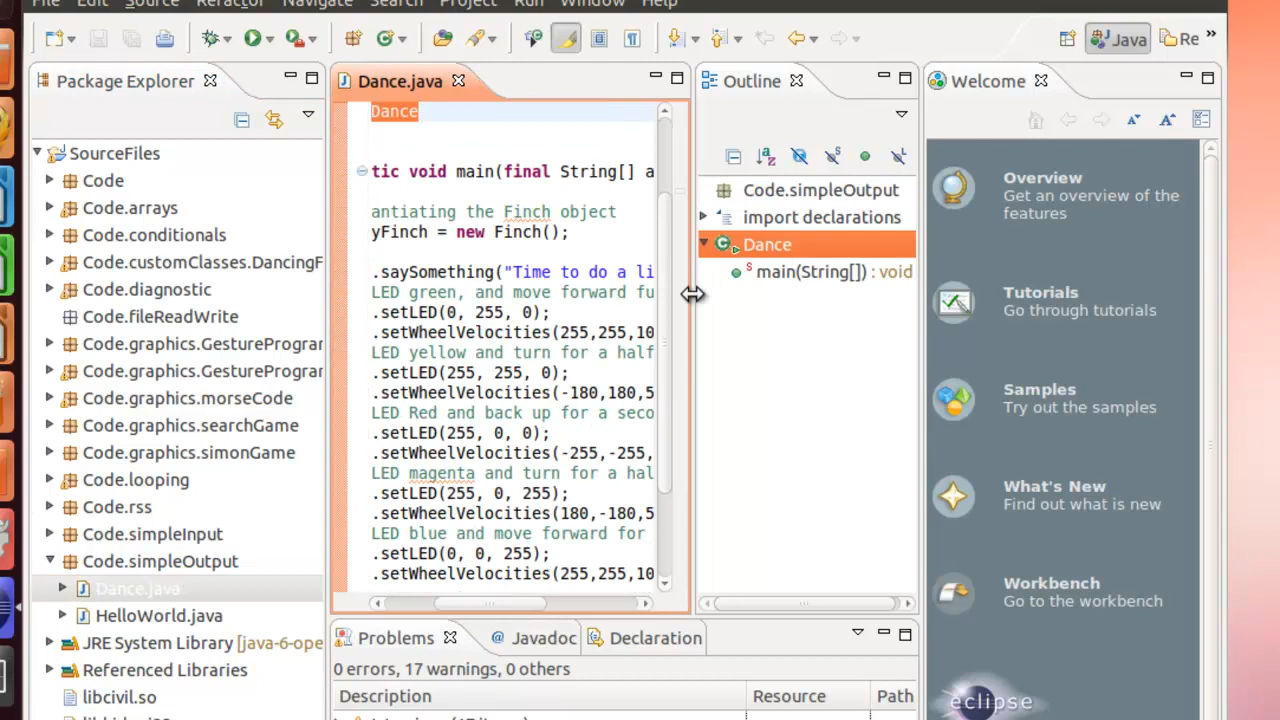 File Edit Source Refactor Navigate Search Project Run Window Help
Java
Re
Package Explorer
SourceFiles
Code
Code.arrays
Code.conditionals
Code.customClasses.DancingF
Code.diagnostic
Code.fileReadWrite
Code.graphics.GestureProgram
Code.graphics.GestureProgram
Code.graphics.morseCode
Code.graphics.searchGame
Code.graphics.simonGame
Code.looping
Code.rss
Code.simpleInput
Code.simpleOutput
Dance.java
HelloWorld.java
JRE System Library [java-6-ope
Referenced Libraries
libcivil.so
Dance.java
Dance
tic void main(final String[] a
antiating the Finch object
yFinch = new Finch();
.saySomething("Time to do a li
LED green, and move forward fu
.setLED(0, 255, 0);
.setWheelVelocities(255,255,10
LED yellow and turn for a half
.setLED(255, 255, 0);
.setWheelVelocities(-180,180,5
LED Red and back up for a seco
.setLED(255, 0, 0);
.setWheelVelocities(-255,-255,
LED magenta and turn for a hal
.setLED(255, 0, 255);
.setWheelVelocities(180,-180,5
LED blue and move forward for
.setLED(0, 0, 255);
.setWheelVelocities(255,255,10
Outline
Code.simpleOutput
import declarations
Dance
main(String[]) : void
Welcome
Overview
Get an overview of the
features
Tutorials
Go through tutorials
Samples
Try out the samples
What's New
Find out what is new
Workbench
Go to the workbench
eclipse
Problems
@ Javadoc
Declaration
0 errors, 17 warnings, 0 others
Description Resource Path